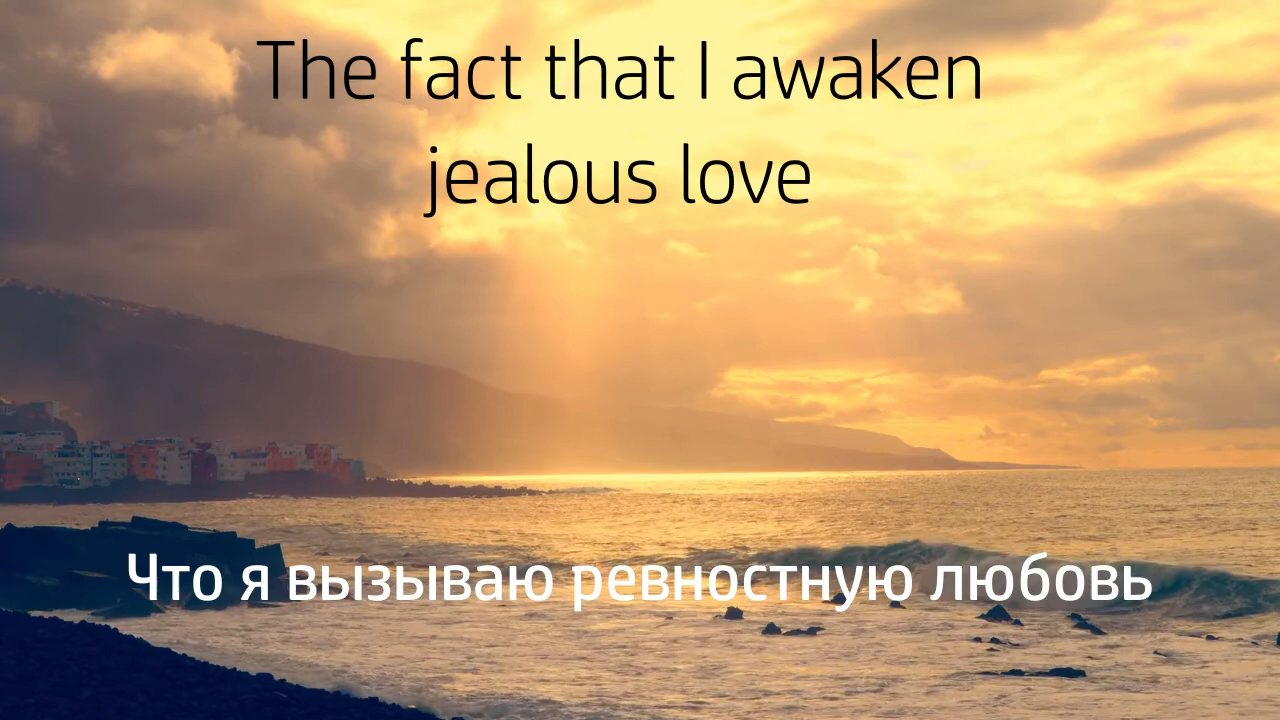 The fact that I awaken
jealous love
Что я вызываю ревностную любовь